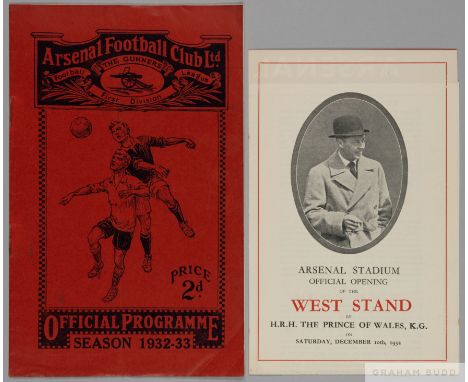 Arsenal Football Club Ltd
THE GUNNERS
Football League
First Division
PRICE
2d.
OFFICIAL PROGRAMME
SEASON 1932-33
ARSENAL STADIUM
OFFICIAL OPENING
OF THE
WEST STAND
BY
H.R.H. THE PRINCE OF WALES, K.G.
ON
SATURDAY, DECEMBER 10th, 1932
GRAHAM BUDD